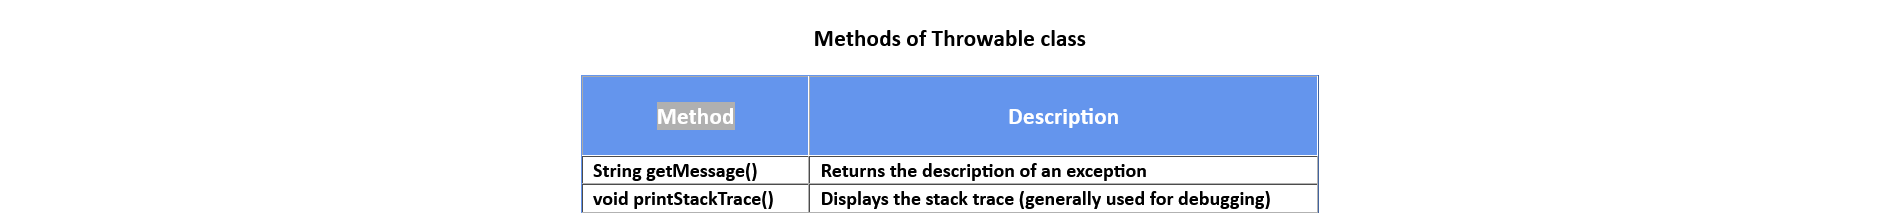 Methods of Throwable class
Method Description
String getMessage() Returns the description of an exception
void printStackTrace() Displays the stack trace (generally used for debugging)